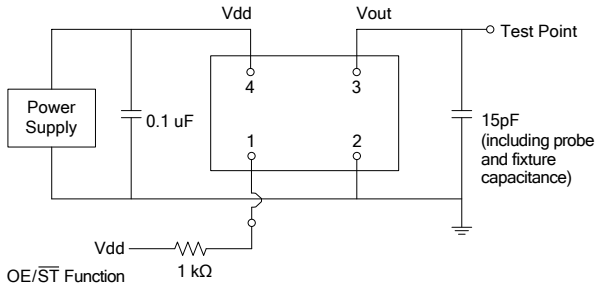 Vdd
Vout
Test Point
4
3
Power
Supply
0.1 uF
1
2
15pF
(including probe
and fixture
capacitance)
Vdd
1 kΩ
OE/S̅T̅ Function